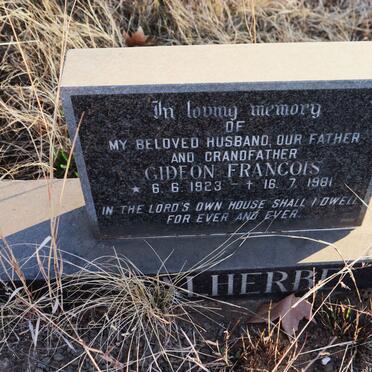 In loving memory
OF
MY BELOVED HUSBAND, OUR FATHER
AND GRANDFATHER
GIDEON FRANCOIS
* 6.6.1923 - † 16.7.1981
IN THE LORD'S OWN HOUSE SHALL I DWELL
FOR EVER AND EVER.